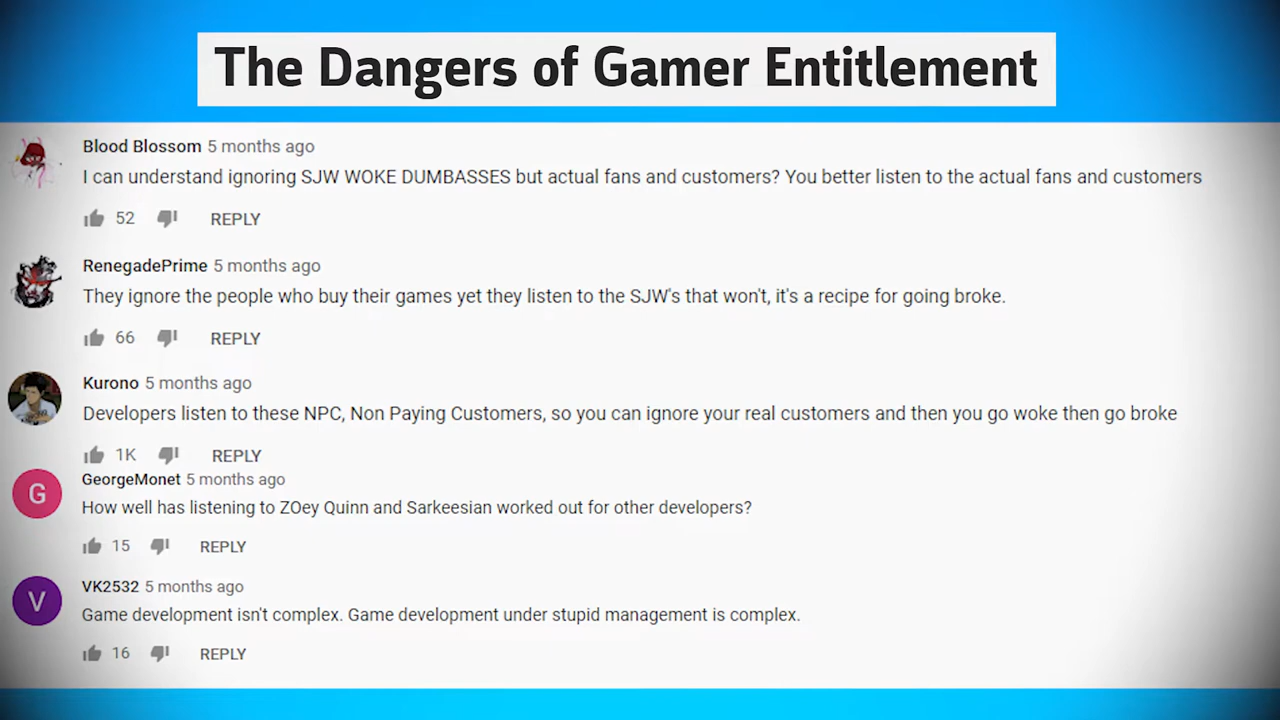 The Dangers of Gamer Entitlement
Blood Blossom 5 months ago
I can understand ignoring SJW WOKE DUMBASSES but actual fans and customers? You better listen to the actual fans and customers
52 REPLY
RenegadePrime 5 months ago
They ignore the people who buy their games yet they listen to the SJW's that won't, it's a recipe for going broke.
66 REPLY
Kurono 5 months ago
Developers listen to these NPC, Non Paying Customers, so you can ignore your real customers and then you go woke then go broke
1K REPLY
G
GeorgeMonet 5 months ago
How well has listening to ZOey Quinn and Sarkeesian worked out for other developers?
15 REPLY
V
VK2532 5 months ago
Game development isn't complex. Game development under stupid management is complex.
16 REPLY